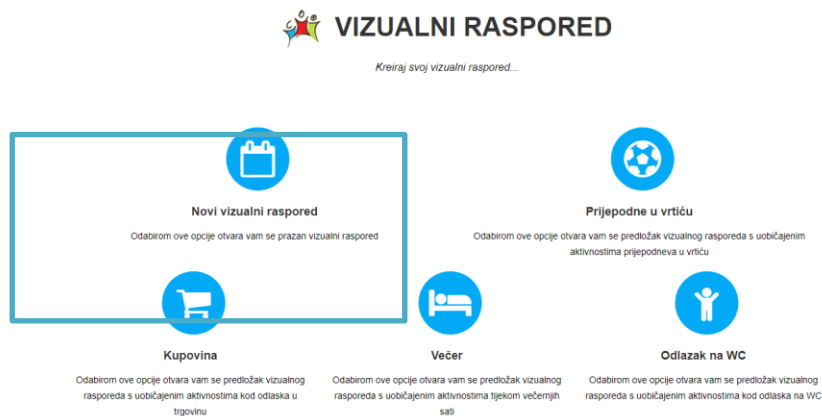 VIZUALNI RASPORED
Kreiraj svoj vizualni raspored...
Novi vizualni raspored
Odabirom ove opcije otvara vam se prazan vizualni raspored
Prijepodne u vrtiću
Odabirom ove opcije otvara vam se predložak vizualnog rasporeda s uobičajenim
aktivnostima prijepodneva u vrtiću
Kupovina
Odabirom ove opcije otvara vam se predložak vizualnog
rasporeda s uobičajenim aktivnostima kod odlaska u
trgovinu
Večer
Odabirom ove opcije otvara vam se predložak vizualnog
rasporeda s uobičajenim aktivnostima tijekom večernjih
sati
Odlazak na WC
Odabirom ove opcije otvara vam se predložak vizualnog
rasporeda s uobičajenim aktivnostima kod odlaska na WC